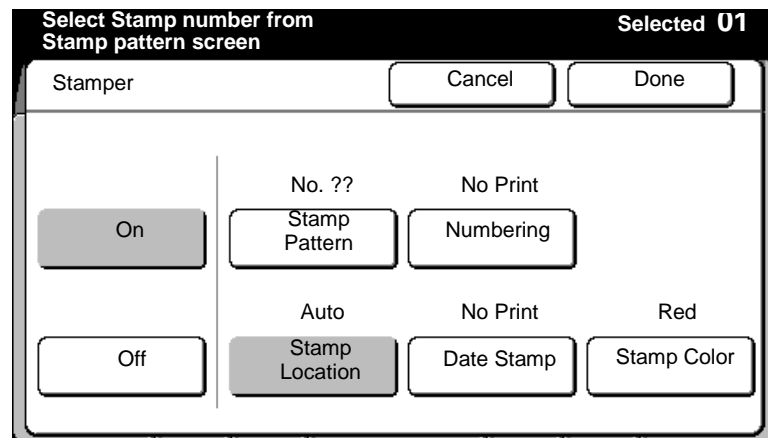 Select Stamp number from
Stamp pattern screen
Selected 01
Stamper
Cancel
Done
No. ??
No Print
On
Stamp
Pattern
Numbering
Auto
No Print
Red
Off
Stamp
Location
Date Stamp
Stamp Color